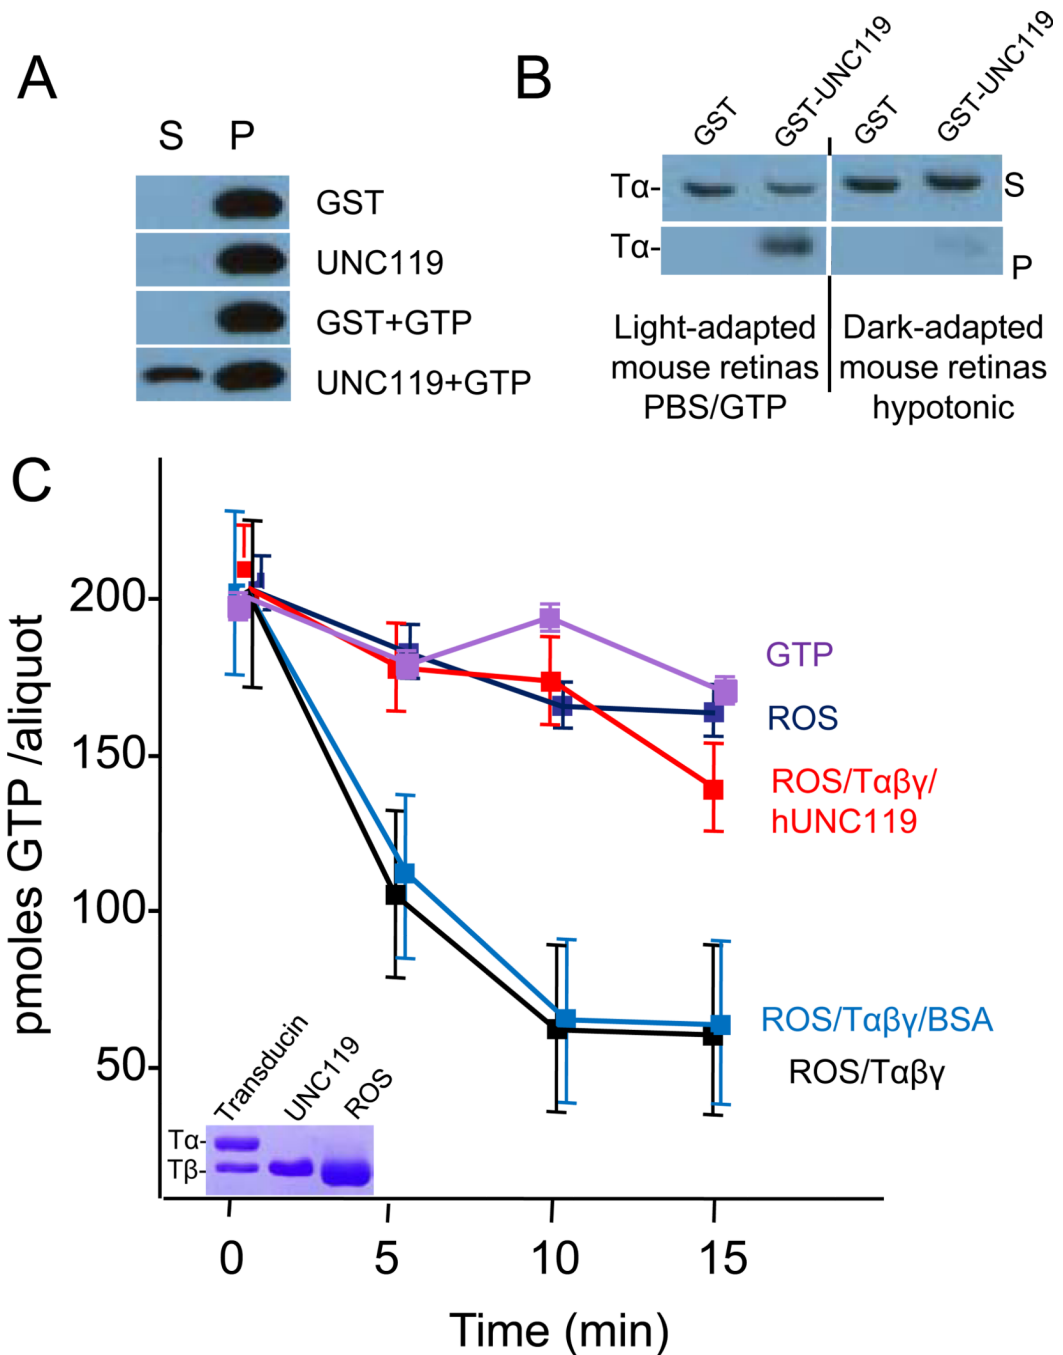 A
S P
GST
UNC119
GST+GTP
UNC119+GTP
B
GST
GST-UNC119
GST
GST-UNC119
Tα-
S
Tα-
P
Light-adapted
mouse retinas
PBS/GTP
Dark-adapted
mouse retinas
hypotonic
C
pmoles GTP /aliquot
200
150
100
50
GTP
ROS
ROS/Tαβγ/
hUNC119
ROS/Tαβγ/BSA
ROS/Tαβγ
Transducin
UNC119
ROS
Tα-
Tβ-
0 5 10 15
Time (min)